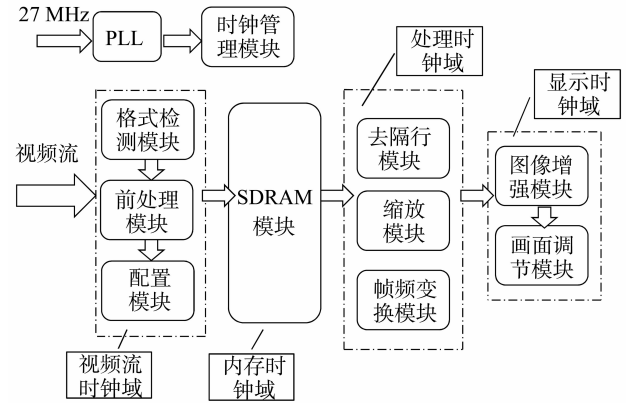 27 MHz
PLL
时钟管
理模块
处理时
钟域
显示时
钟域
视频流
格式检
测模块
前处理
模块
配置
模块
SDRAM
模块
去隔行
模块
缩放
模块
帧频变
换模块
图像增
强模块
画面调
节模块
视频流
时钟域
内存时
钟域